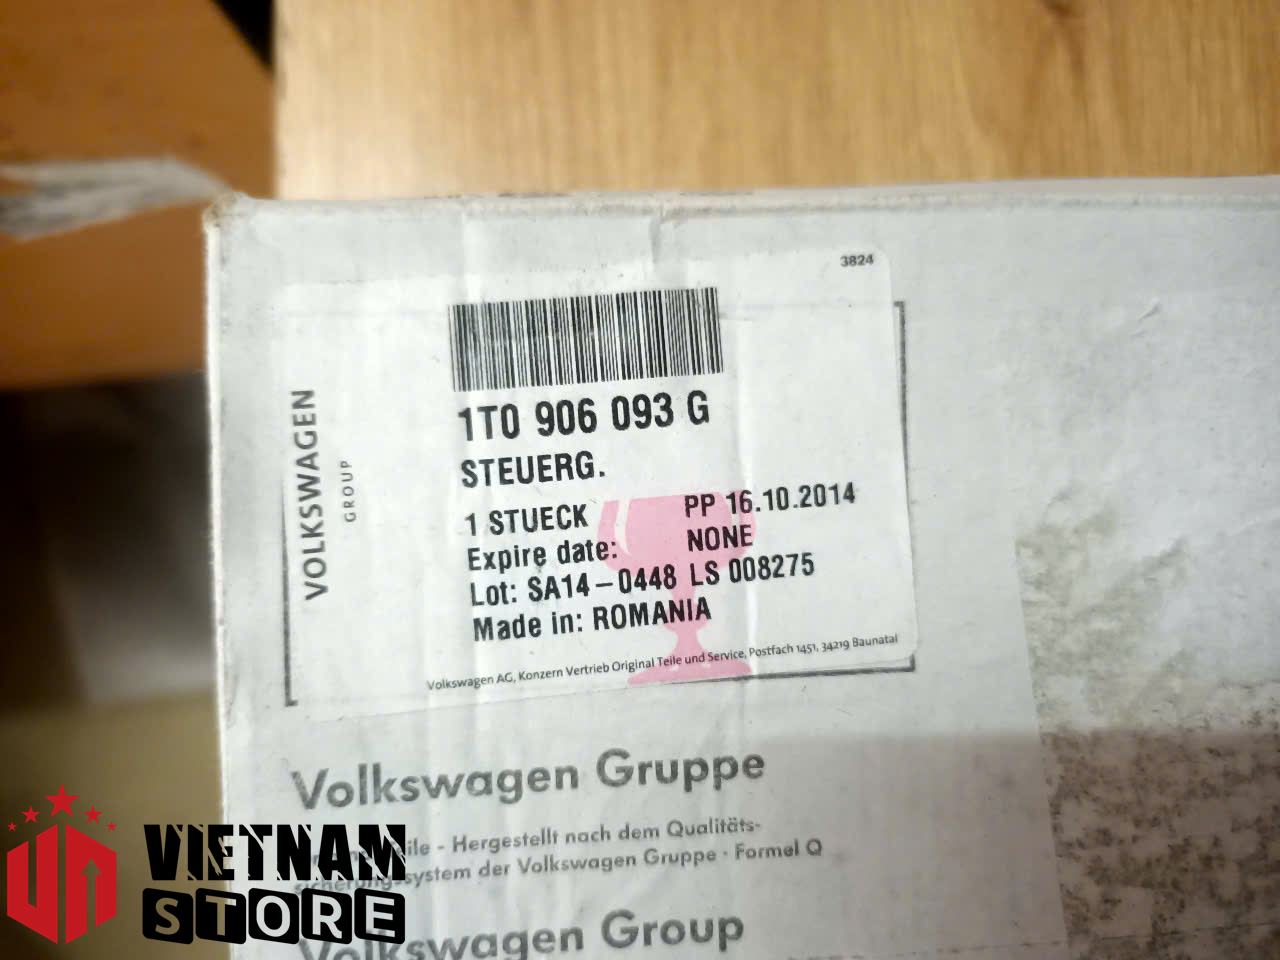 3824
VOLKSWAGEN
GROUP
1T0 906 093 G
STEUERG.
1 STUECK PP 16.10.2014
Expire date: NONE
Lot: SA14-0448 LS 008275
Made in: ROMANIA
Volkswagen AG, Konzern Vertrieb Original Teile und Service, Postfach 1451, 34219 Baunatal
Volkswagen Gruppe
- Hergestellt nach dem Qualitäts-
sicherungssystem der Volkswagen Gruppe · Formel Q
Volkswagen Group
VIETNAM
STORE